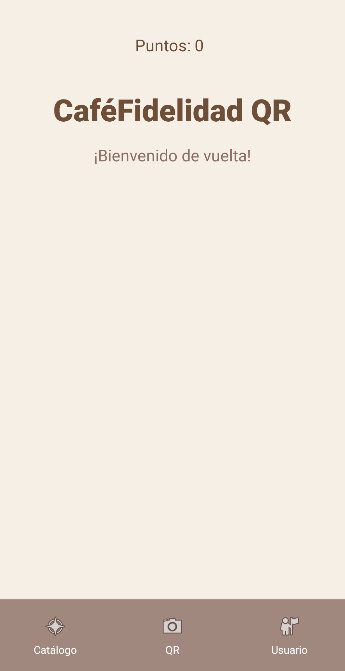 Puntos: 0
CaféFidelidad QR
¡Bienvenido de vuelta!
Catálogo
QR
Usuario